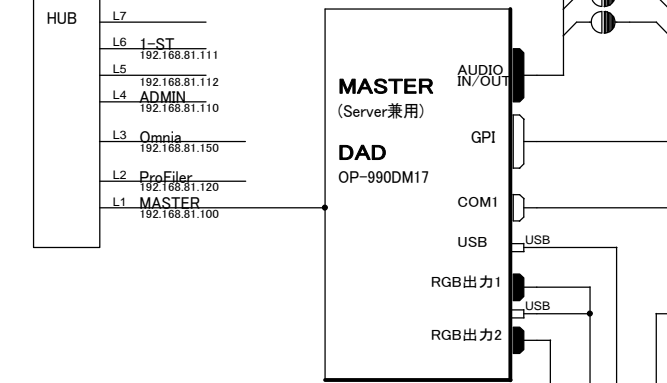 HUB
L7
L6 1-ST
192.168.81.111
L5
192.168.81.112
L4 ADMIN
192.168.81.110
L3 Omnia
192.168.81.150
L2 ProFiler
192.168.81.120
L1 MASTER
192.168.81.100
MASTER
(Server兼用)
DAD
OP-990DM17
AUDIO
IN/OUT
GPI
COM1
USB
USB
RGB出力1
USB
RGB出力2